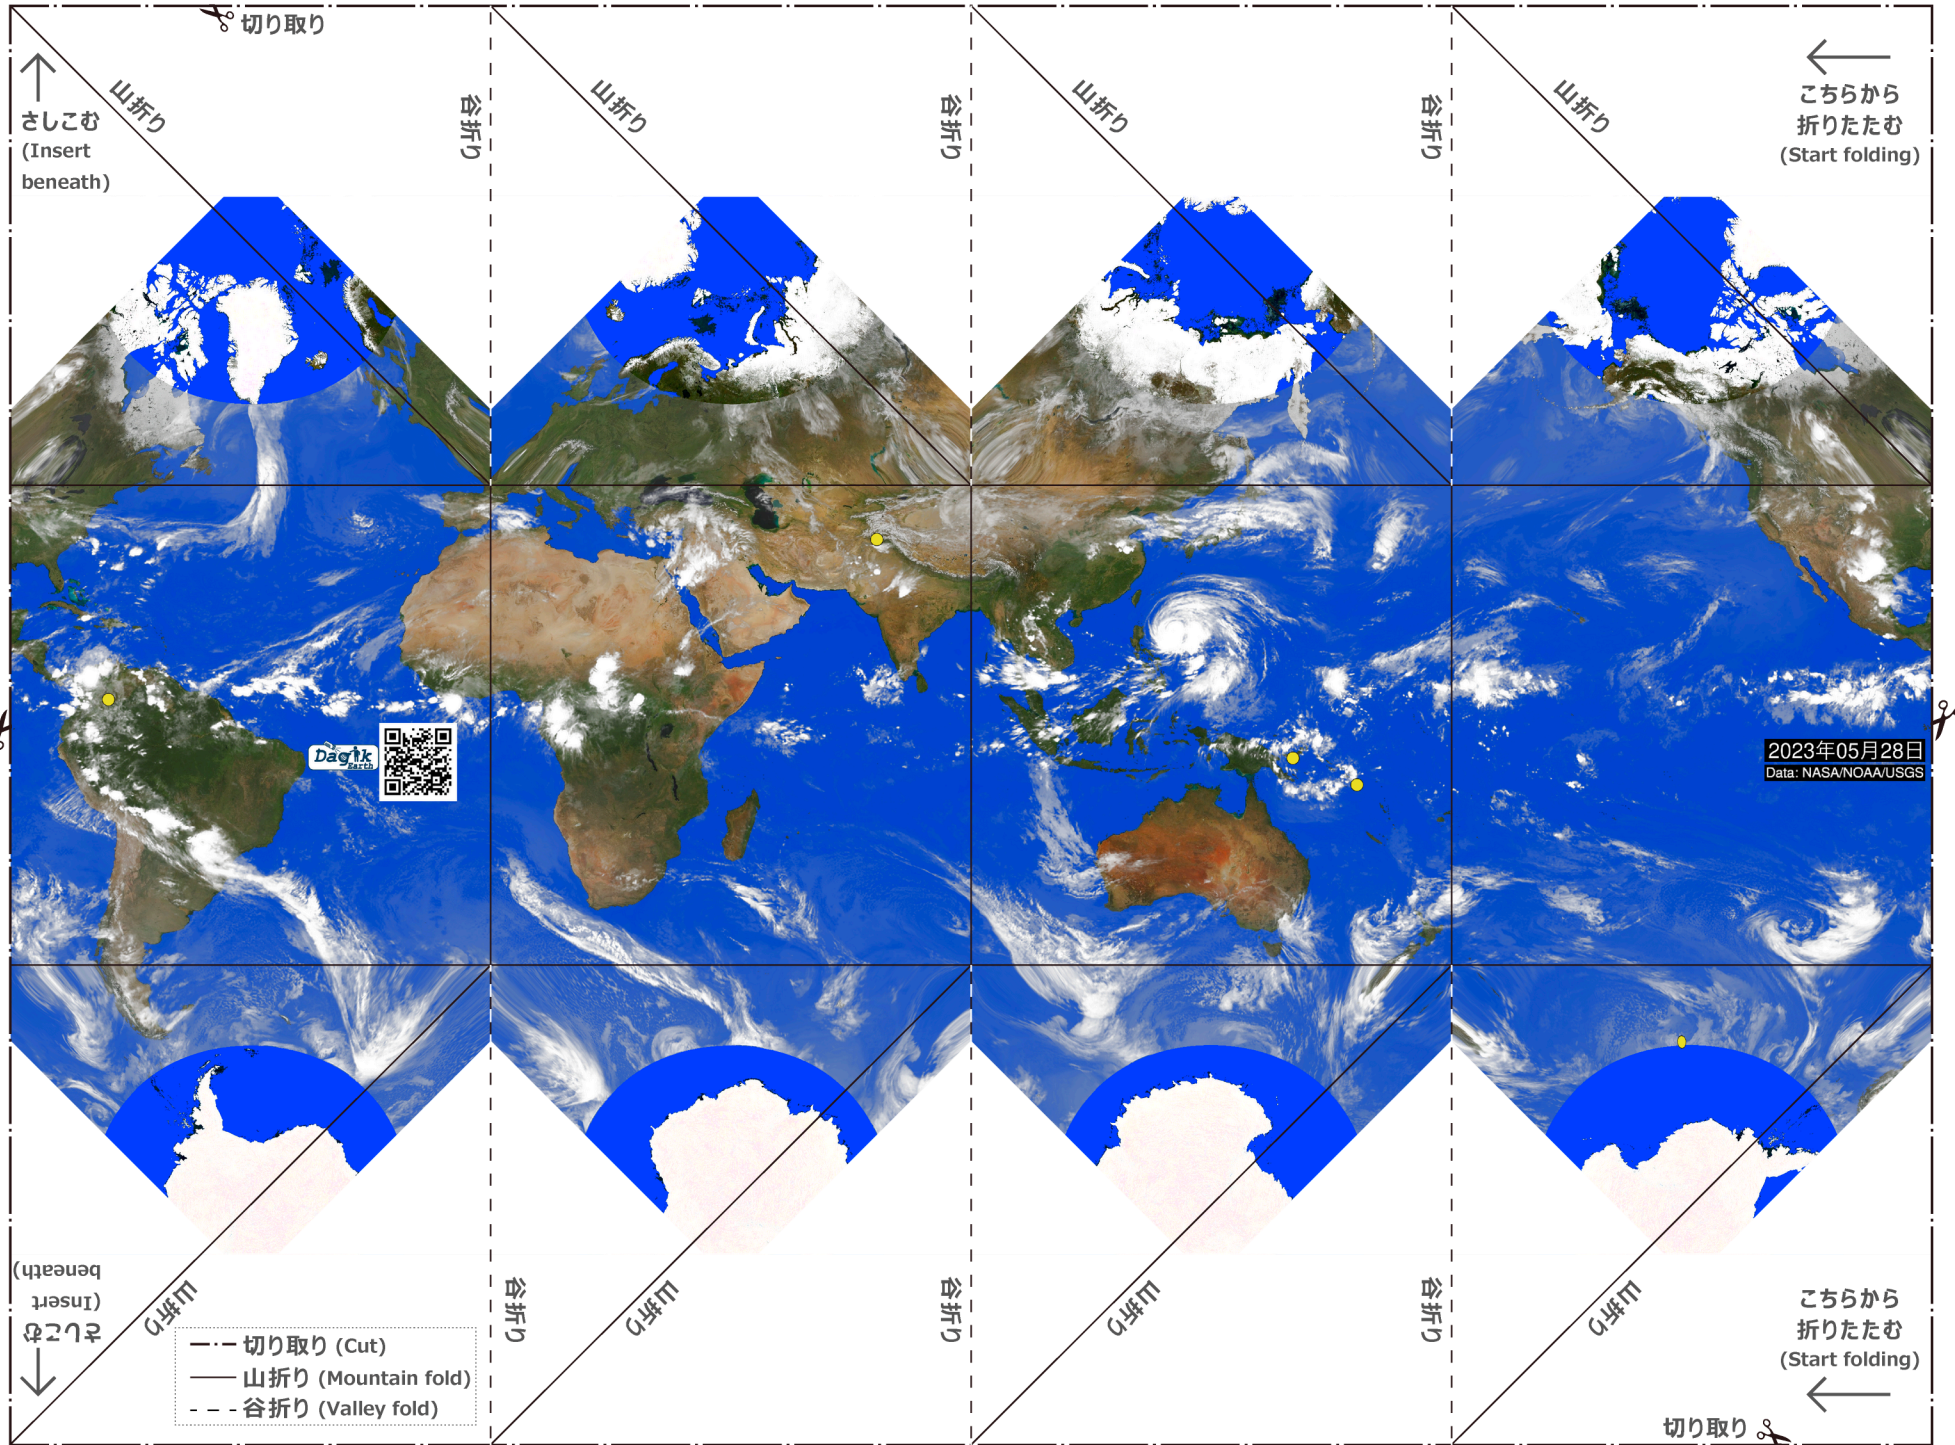 切り取り
さしこむ
(Insert
beneath)
山折り
谷折り
山折り
谷折り
山折り
谷折り
山折り
こちらから
折りたたむ
(Start folding)
Dagik
Earth
2023年05月28日
Data: NASA/NOAA/USGS
さしこむ
(Insert
beneath)
山折り
谷折り
山折り
谷折り
山折り
谷折り
山折り
こちらから
折りたたむ
(Start folding)
切り取り (Cut)
山折り (Mountain fold)
谷折り (Valley fold)
切り取り